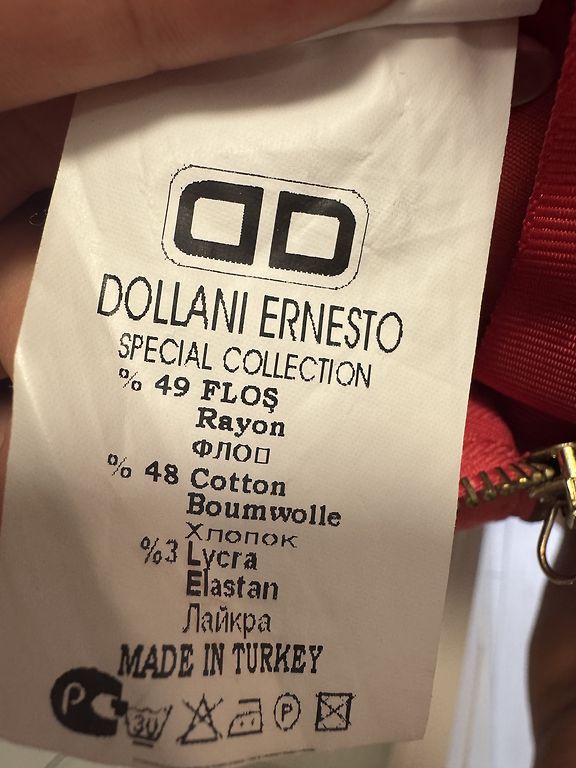 DOLLANI ERNESTO
SPECIAL COLLECTION
% 49 FLOŞ
Rayon
ФЛО□
% 48 Cotton
Boumwolle
Хлопок
%3 Lycra
Elastan
Лайкра
MADE IN TURKEY
P 30 P